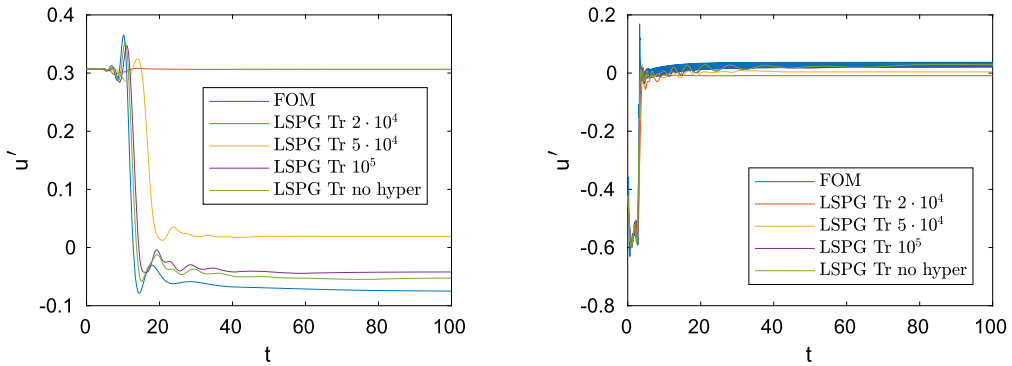 0.4
0.3
0.2
0.1
0
-0.1
u′
0
20
40
60
80
100
t
FOM
LSPG Tr 2 · 10⁴
LSPG Tr 5 · 10⁴
LSPG Tr 10⁵
LSPG Tr no hyper
0.2
0
-0.2
-0.4
-0.6
-0.8
u′
0
20
40
60
80
100
t
FOM
LSPG Tr 2 · 10⁴
LSPG Tr 5 · 10⁴
LSPG Tr 10⁵
LSPG Tr no hyper